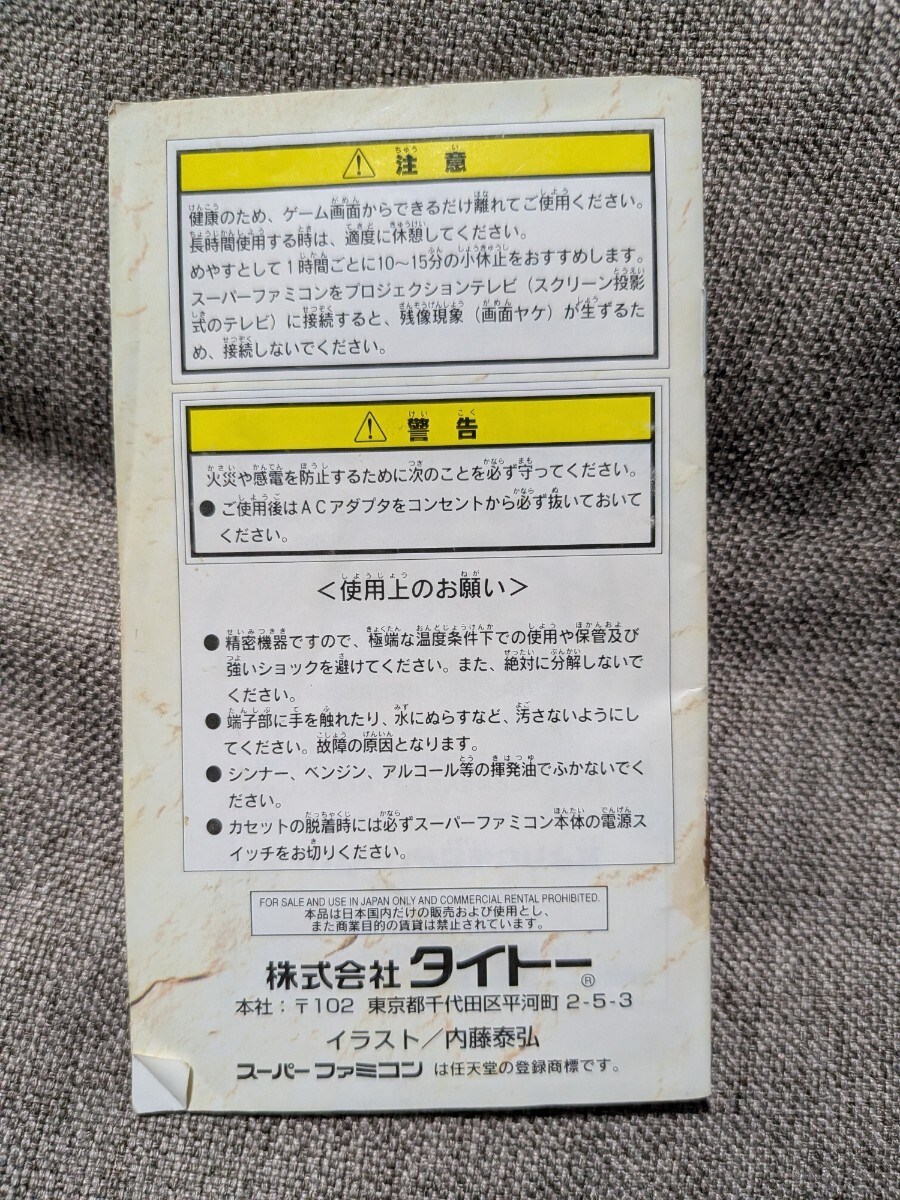 注意
健康のため、ゲーム画面からできるだけ離れてご使用ください。
長時間使用する時は、適度に休憩してください。
めやすとして1時間ごとに10〜15分の小休止をおすすめします。
スーパーファミコンをプロジェクションテレビ（スクリーン投影
式のテレビ）に接続すると、残像現象（画面ヤケ）が生ずるた
め、接続しないでください。
警告
火災や感電を防止するために次のことを必ず守ってください。
●ご使用後はACアダプタをコンセントから必ず抜いておいて
ください。
＜使用上のお願い＞
●精密機器ですので、極端な温度条件下での使用や保管及び
強いショックを避けてください。また、絶対に分解しないで
ください。
●端子部に手を触れたり、水にぬらすなど、汚さないようにし
てください。故障の原因となります。
●シンナー、ベンジン、アルコール等の揮発油でふかないでく
ださい。
●カセットの脱着時には必ずスーパーファミコン本体の電源ス
イッチをお切りください。
FOR SALE AND USE IN JAPAN ONLY AND COMMERCIAL RENTAL PROHIBITED.
本品は日本国内だけの販売および使用とし、
また商業目的の賃貸は禁止されています。
株式会社 タイトー®
本社：〒102 東京都千代田区平河町2-5-3
イラスト／内藤泰弘
スーパーファミコン は任天堂の登録商標です。